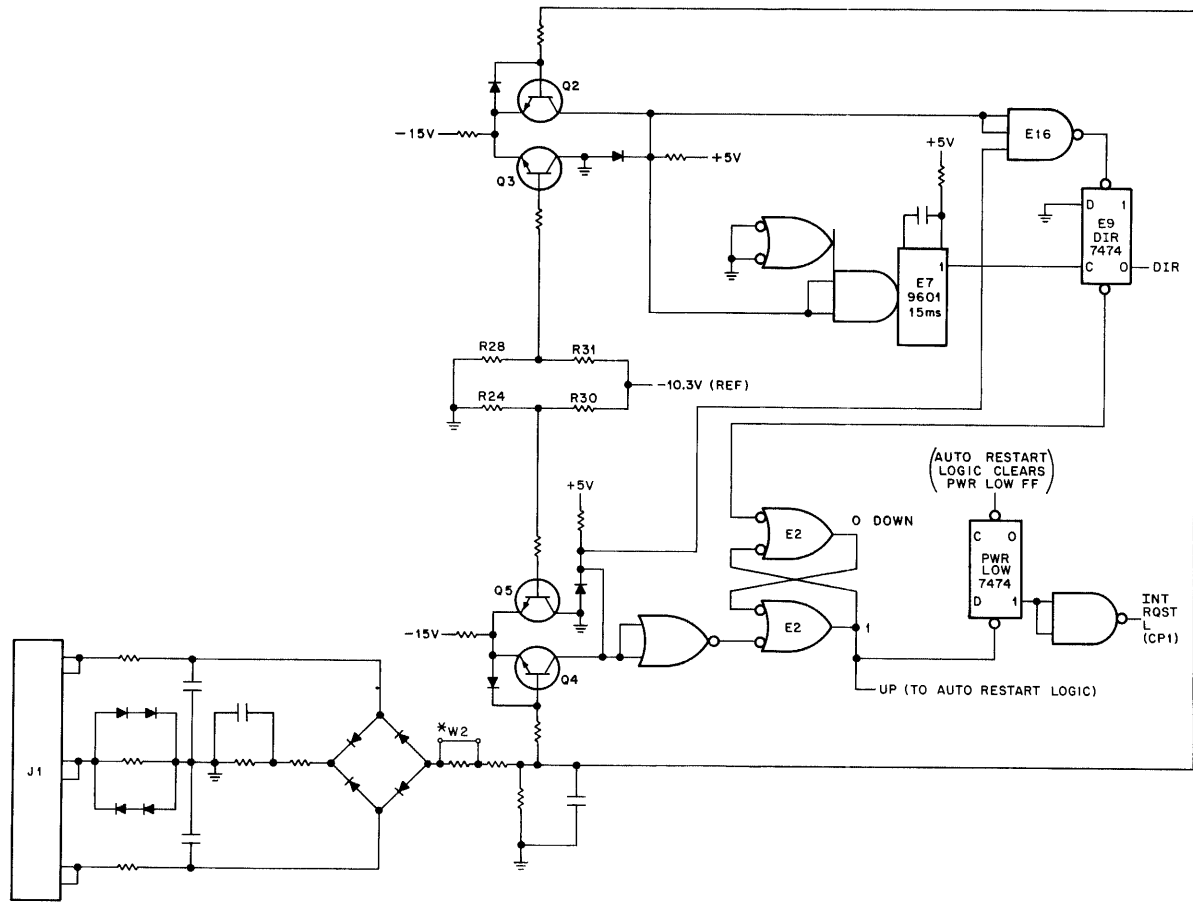 Q2
-15V
Q3
+5V
E16
+5V
D 1
E9
DIR
7474
C 0
DIR
1
E7
9601
15ms
R28
R31
-10.3V (REF)
R24
R30
+5V
(AUTO RESTART
LOGIC CLEARS
PWR LOW FF)
E2
0 DOWN
C 0
PWR
LOW
7474
D 1
INT
RQST
L
(CP1)
Q5
-15V
Q4
E2
1
UP (TO AUTO RESTART LOGIC)
*W2
J1